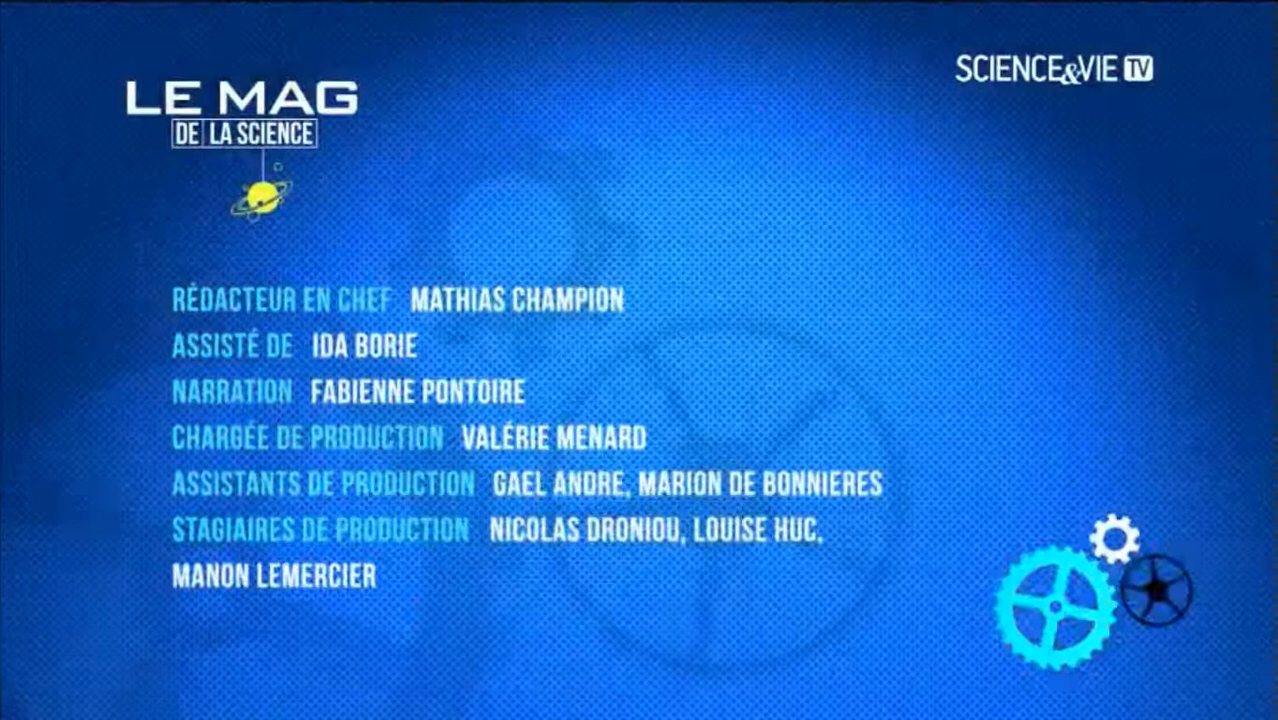 LE MAG
DE LA SCIENCE
SCIENCE&VIE TV
RÉDACTEUR EN CHEF MATHIAS CHAMPION
ASSISTÉ DE IDA BORIE
NARRATION FABIENNE PONTOIRE
CHARGÉE DE PRODUCTION VALÉRIE MENARD
ASSISTANTS DE PRODUCTION GAEL ANDRE, MARION DE BONNIERES
STAGIAIRES DE PRODUCTION NICOLAS DRONIOU, LOUISE HUC,
MANON LEMERCIER